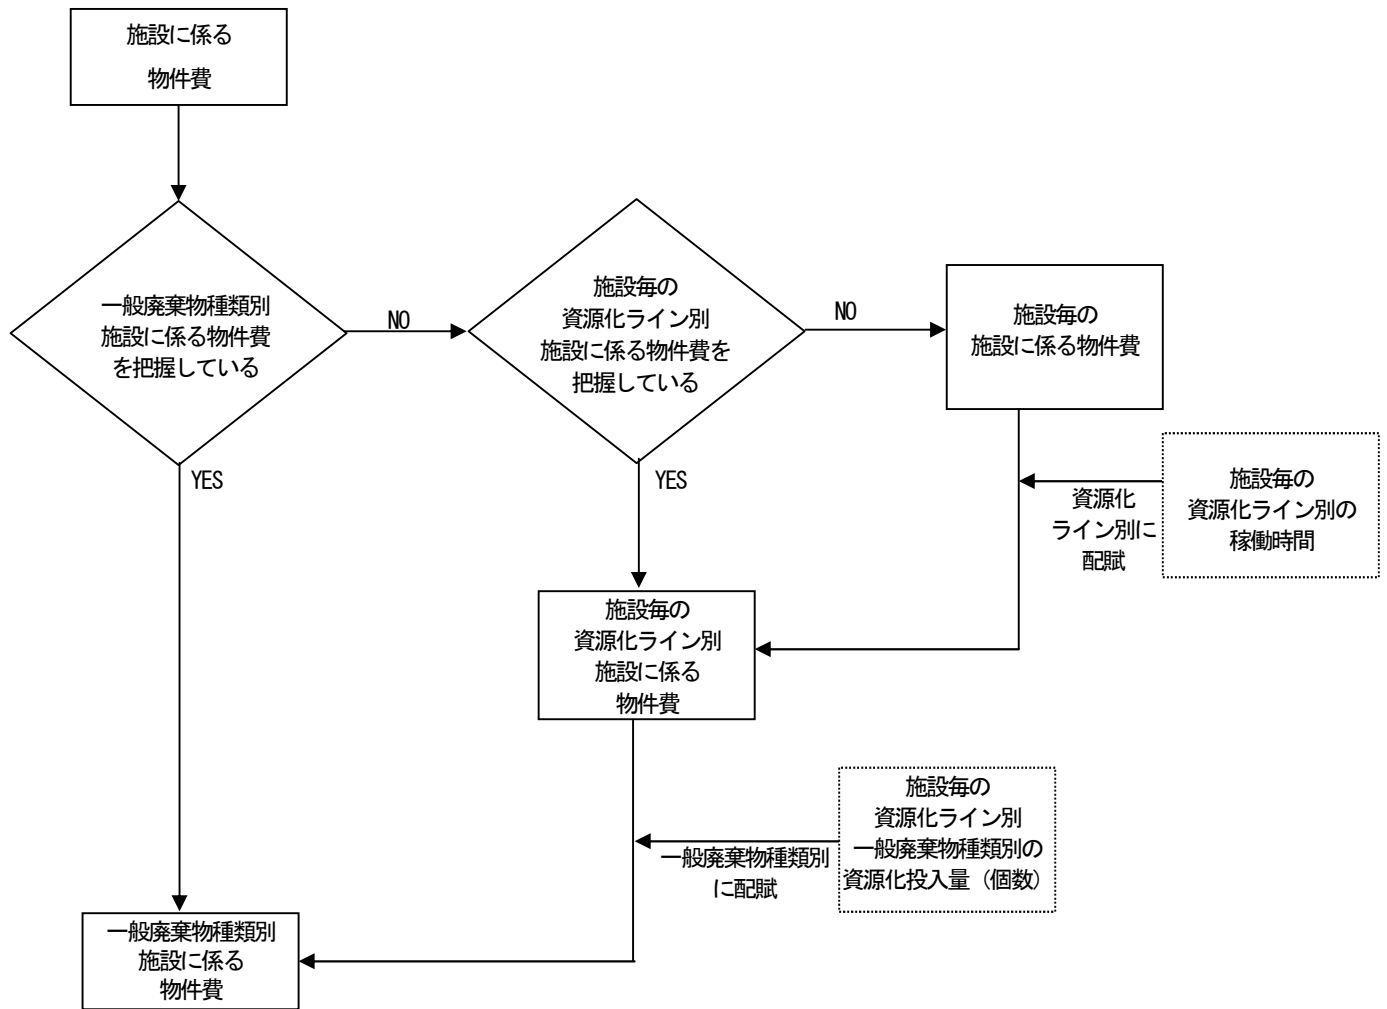 施設に係る
物件費
一般廃棄物種類別
施設に係る物件費
を把握している
NO
施設毎の
資源化ライン別
施設に係る物件費を
把握している
NO
施設毎の
施設に係る物件費
YES
YES
資源化
ライン別に
配賦
施設毎の
資源化ライン別の
稼働時間
施設毎の
資源化ライン別
施設に係る
物件費
一般廃棄物種類別
に配賦
施設毎の
資源化ライン別
一般廃棄物種類別の
資源化投入量（個数）
一般廃棄物種類別
施設に係る
物件費